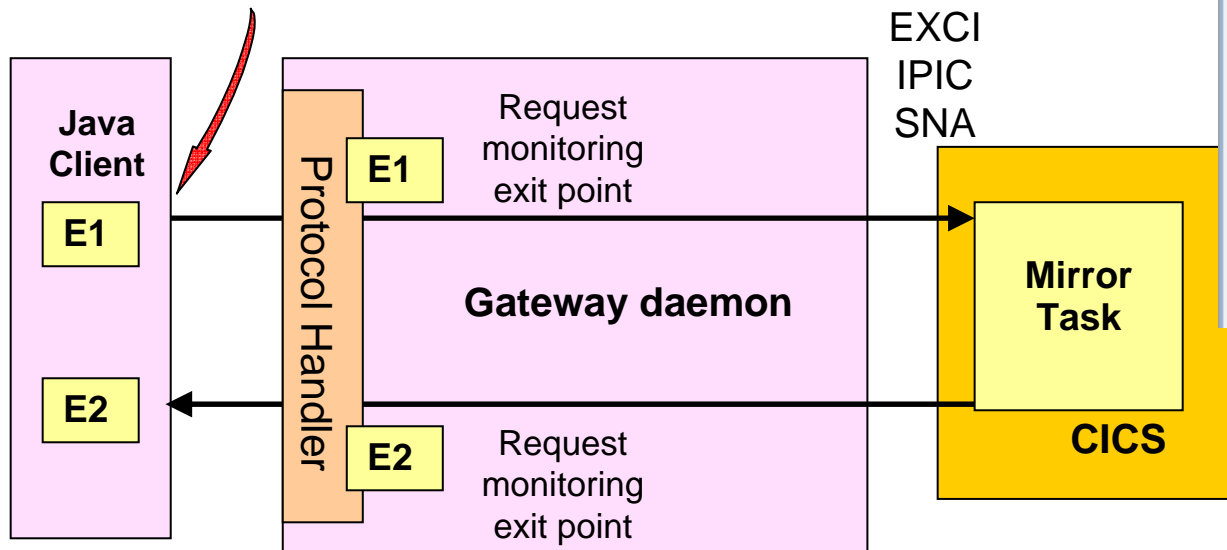 EXCI
IPIC
SNA
Java
Client
E1
E2
Protocol Handler
E1
Request
monitoring
exit point
Gateway daemon
E2
Request
monitoring
exit point
Mirror
Task
CICS